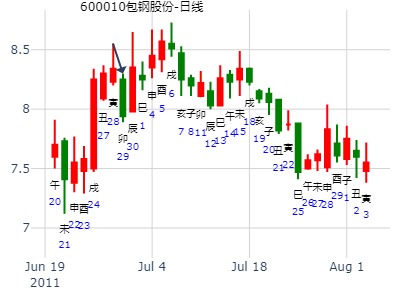 600010包钢股份-日线
8.5
8
7.5
7
午
20
未
21
申
22
酉
23
戌
24
丑
27
寅
28
卯
29
辰
30
巳
1
申
4
酉
5
戌
6
亥
7
子
8
卯
11
辰
12
巳
13
午
14
未
15
戌
18
亥
19
子
20
丑
21
寅
22
巳
25
午
26
未
27
申
28
酉
29
子
1
丑
2
寅
3
Jun 19
2011
Jul 4
Jul 18
Aug 1